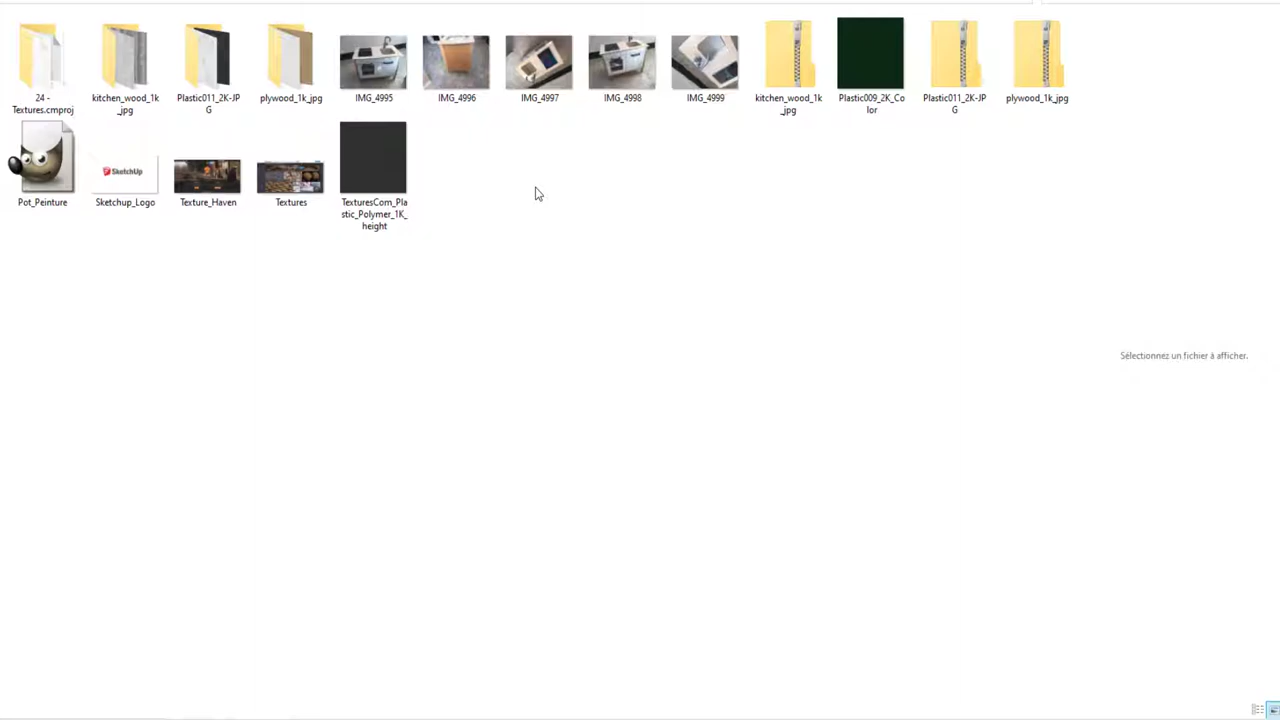 24 -
Textures.cmproj
kitchen_wood_1k
_jpg
Plastic011_2K-JP
G
plywood_1k_jpg
IMG_4995
IMG_4996
IMG_4997
IMG_4998
IMG_4999
kitchen_wood_1k
_jpg
Plastic009_2K_Co
lor
Plastic011_2K-JP
G
plywood_1k_jpg
SketchUp
Pot_Peinture
Sketchup_Logo
Texture_Haven
Textures
TexturesCom_Pla
stic_Polymer_1K_
height
Sélectionnez un fichier à afficher.